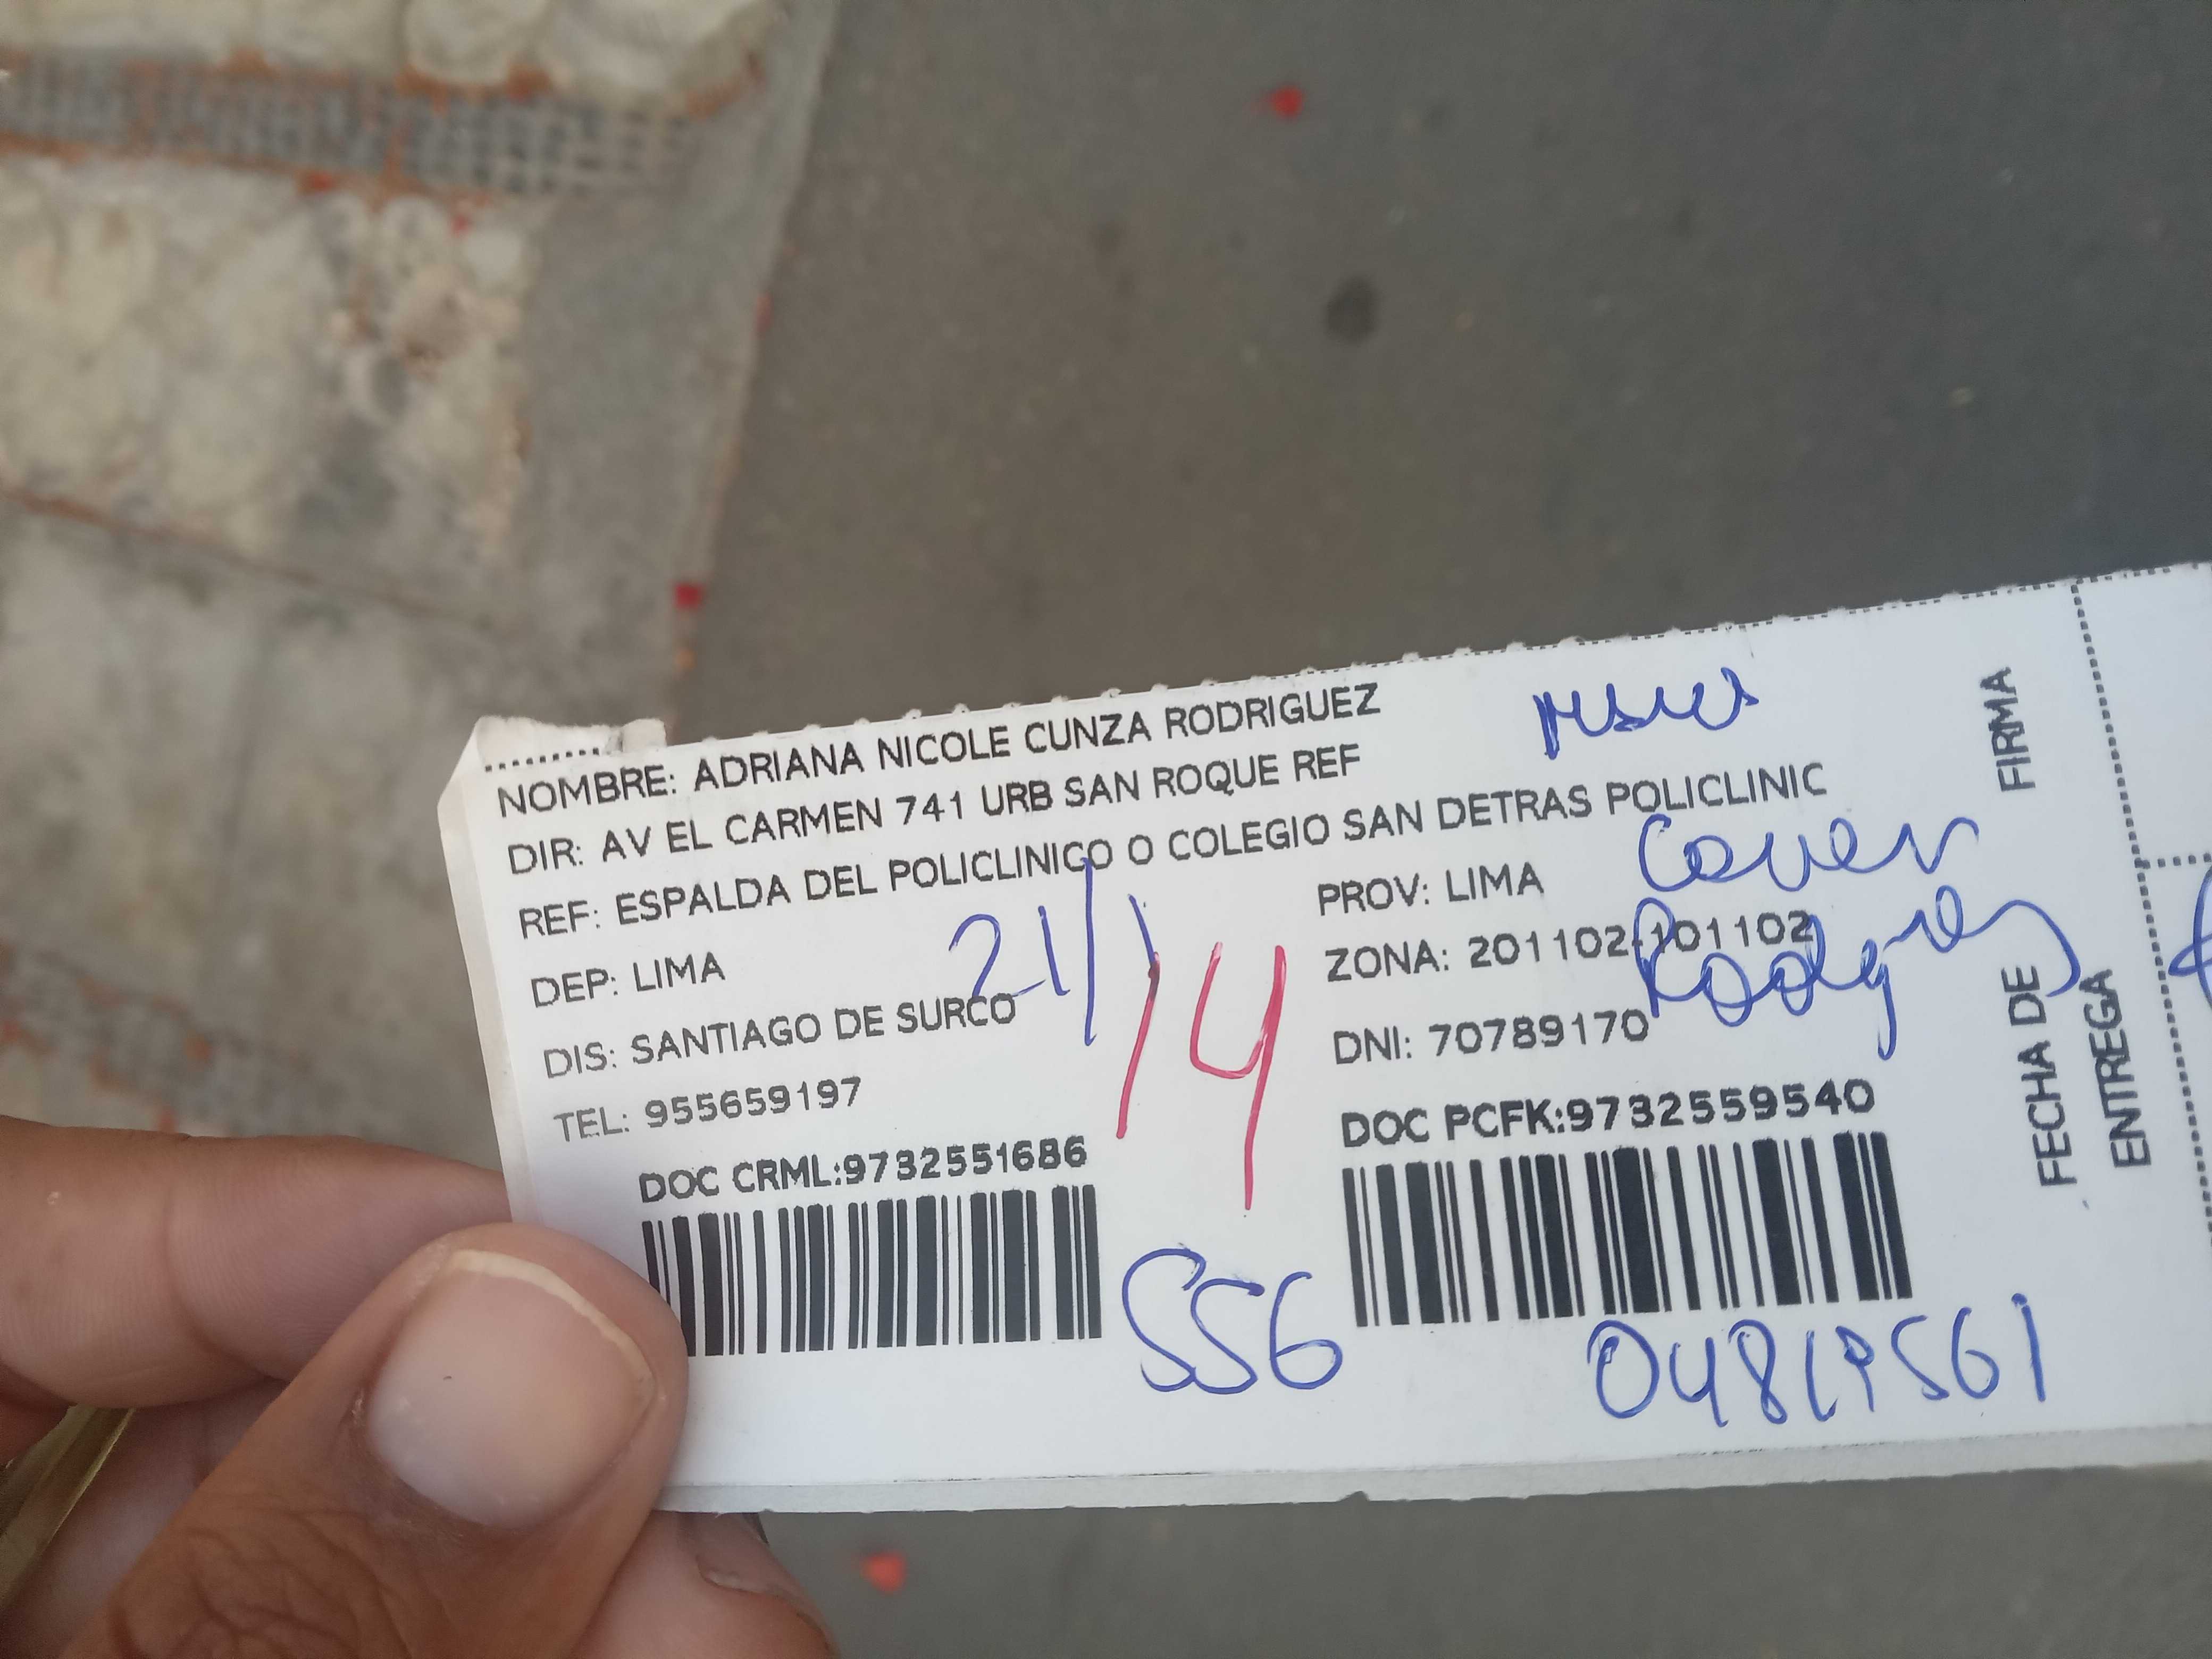 NOMBRE: ADRIANA NICOLE CUNZA RODRIGUEZ
DIR: AV EL CARMEN 741 URB SAN ROQUE REF
REF: ESPALDA DEL POLICLINICO O COLEGIO SAN DETRAS POLICLINIC
DEP: LIMA
PROV: LIMA
ZONA: 201102-101102
DIS: SANTIAGO DE SURCO
DNI: 70789170
TEL: 955659197
DOC CRML:9732551686
DOC PCFK:9732559540
21/
14
556
FIRMA
FECHA DE
ENTREGA